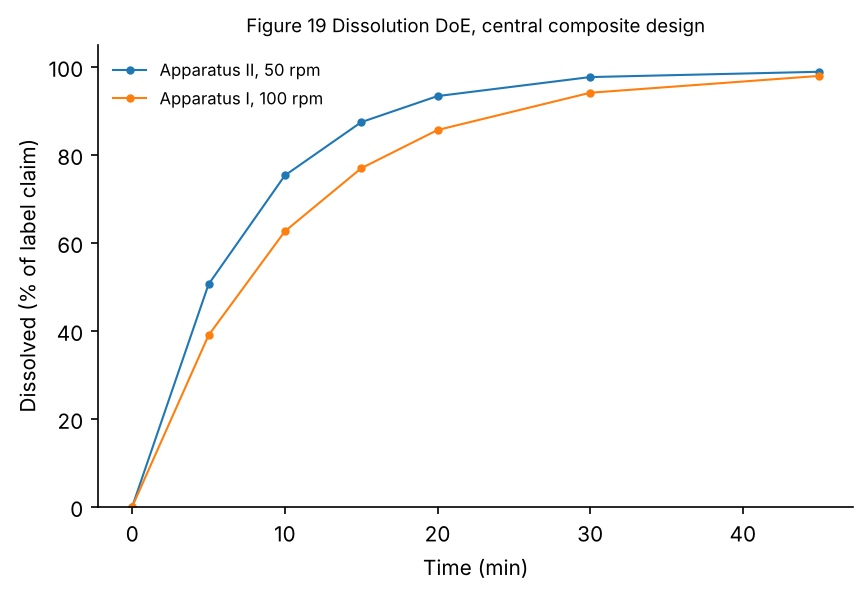 Figure 19 Dissolution DoE, central composite design
Apparatus II, 50 rpm
Apparatus I, 100 rpm
Dissolved (% of label claim)
100
80
60
40
20
0
0 10 20 30 40
Time (min)